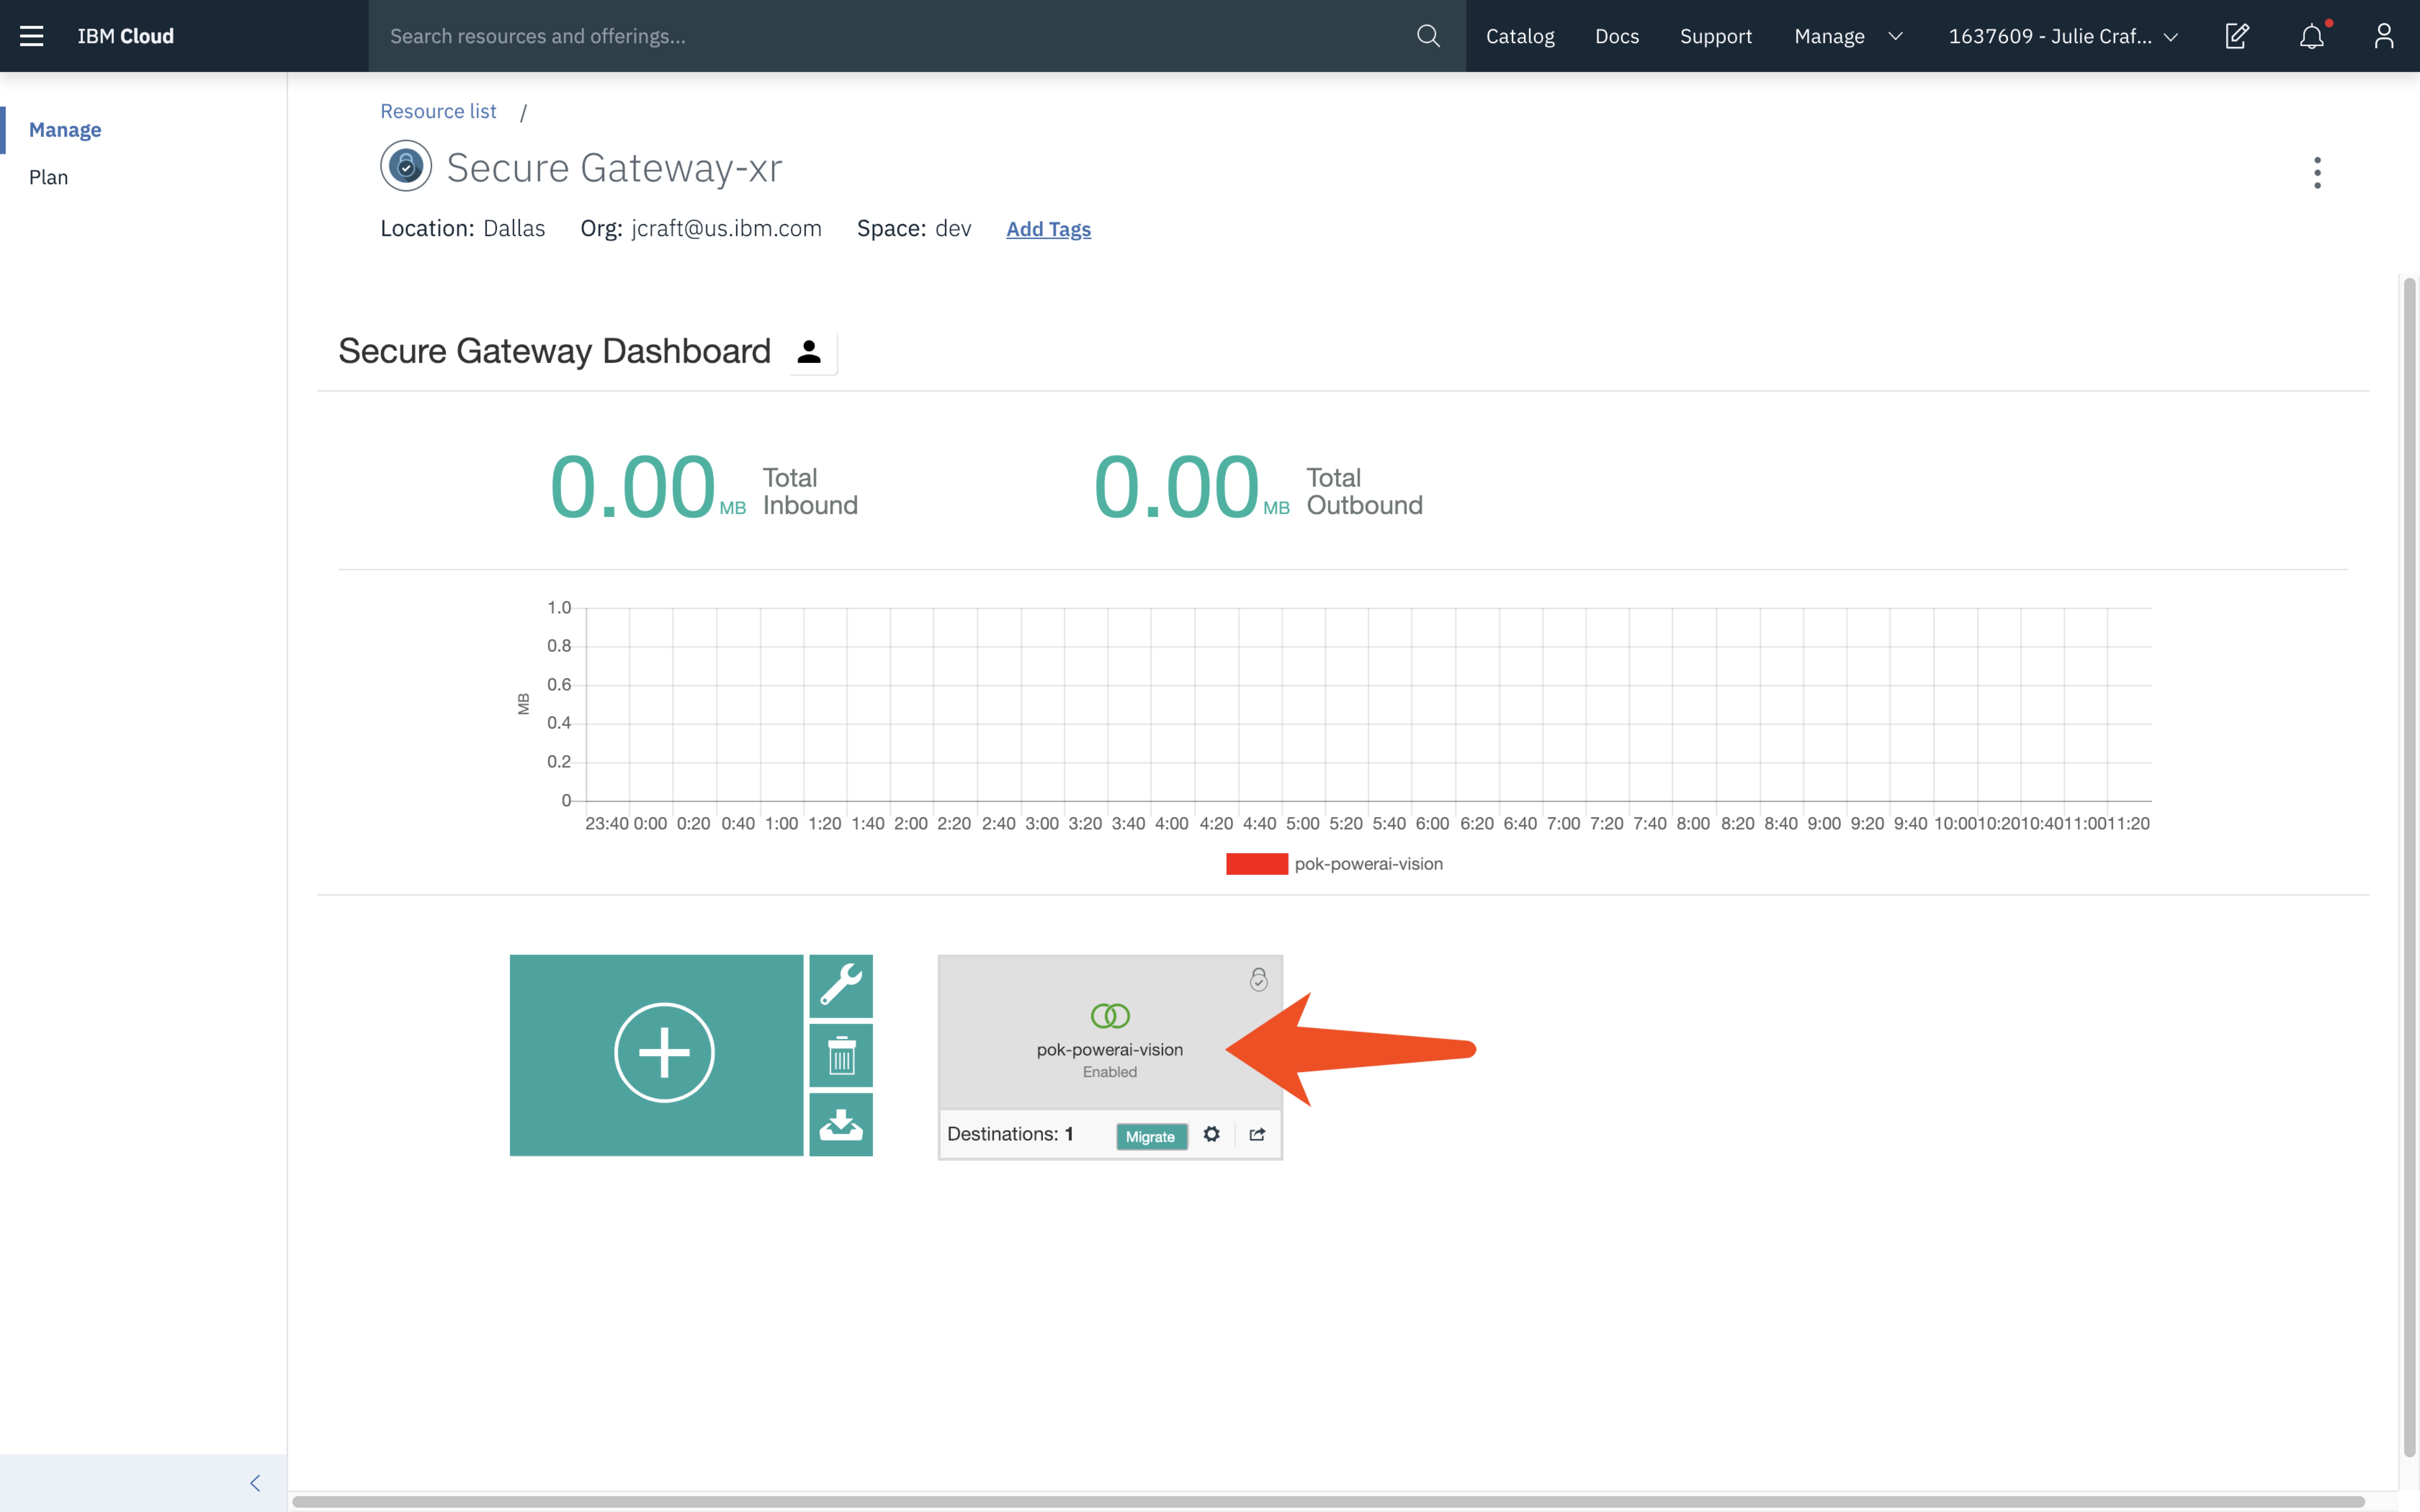 IBM Cloud
Search resources and offerings...
Catalog
Docs
Support
Manage
1637609 - Julie Craf...
Manage
Plan
Resource list /
Secure Gateway-xr
Location: Dallas Org: jcraft@us.ibm.com Space: dev Add Tags
Secure Gateway Dashboard
0.00 MB Total Inbound
0.00 MB Total Outbound
1.0
0.8
0.6
0.4
0.2
0
MB
23:40 0:00 0:20 0:40 1:00 1:20 1:40 2:00 2:20 2:40 3:00 3:20 3:40 4:00 4:20 4:40 5:00 5:20 5:40 6:00 6:20 6:40 7:00 7:20 7:40 8:00 8:20 8:40 9:00 9:20 9:40 10:00 10:20 10:40 11:00 11:20
pok-powerai-vision
pok-powerai-vision
Enabled
Destinations: 1 Migrate